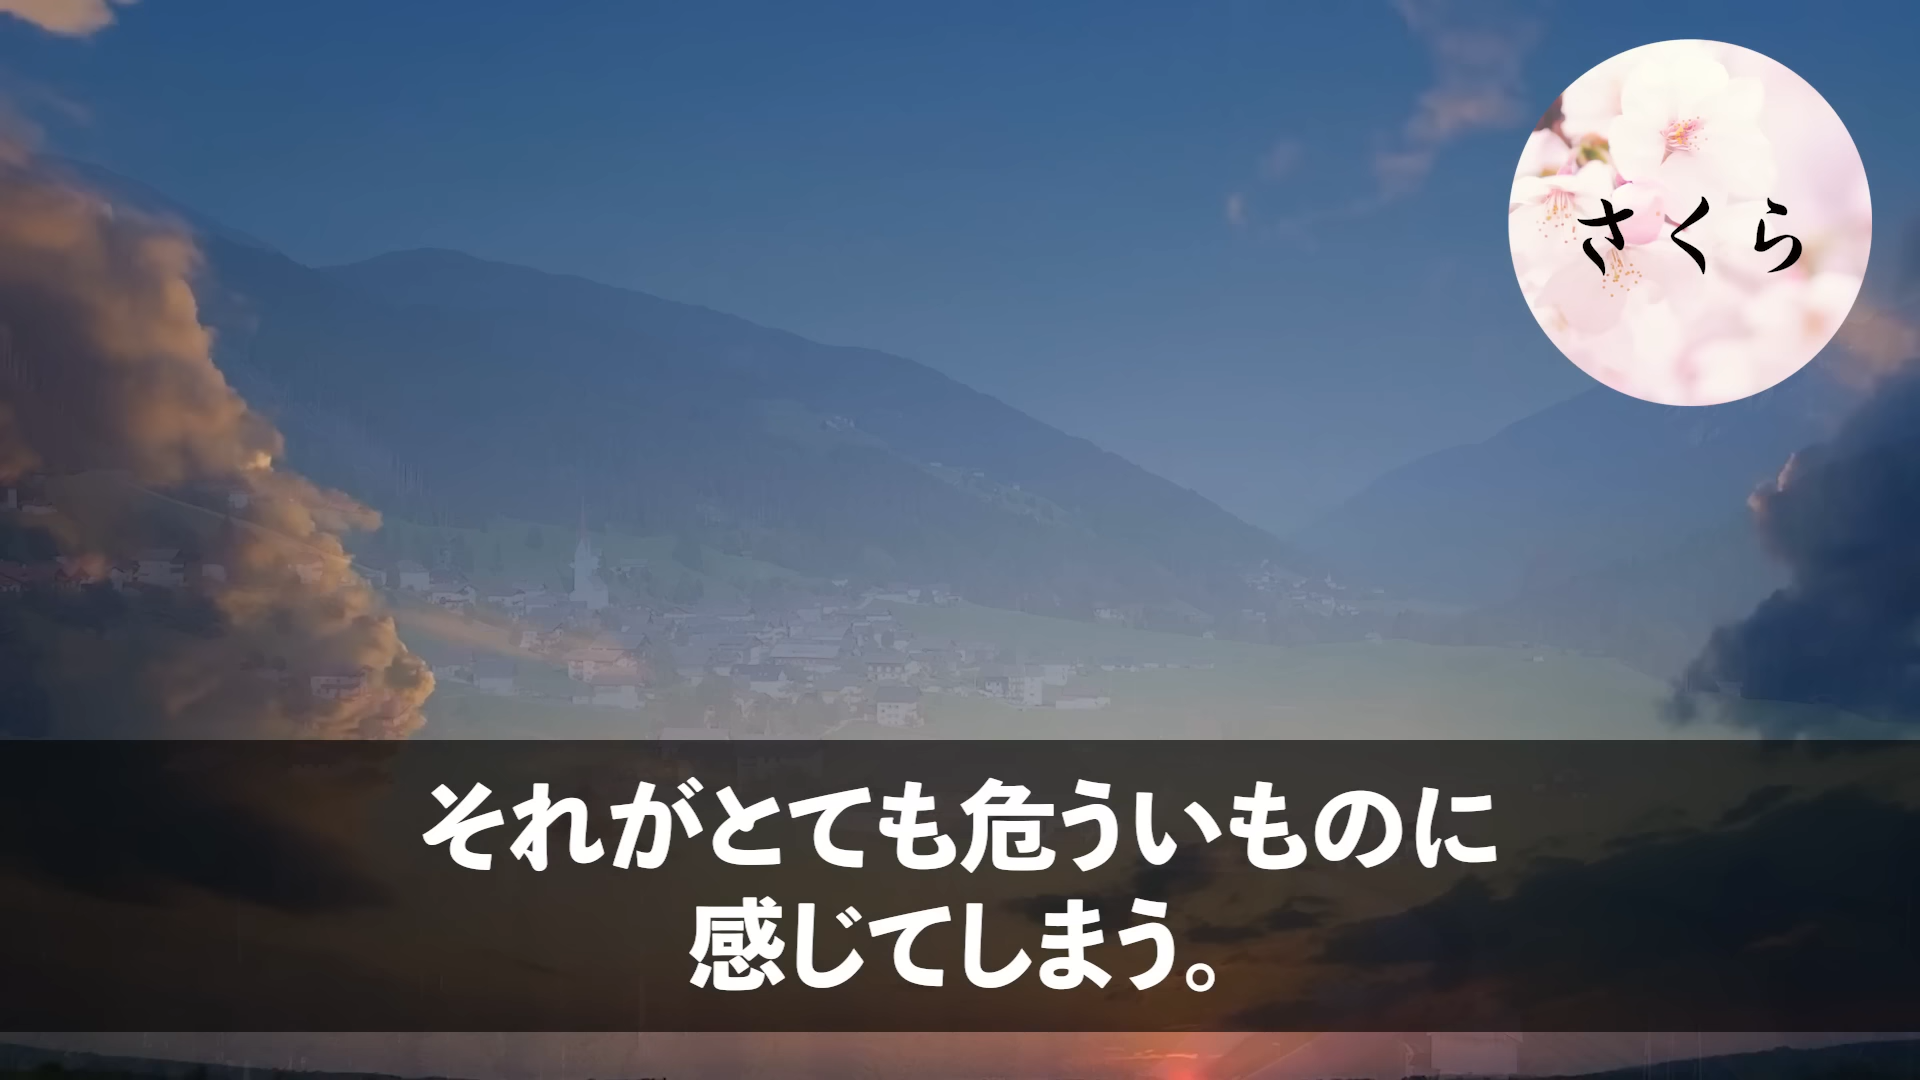 さくら
それがとても危ういものに
感じてしまう。